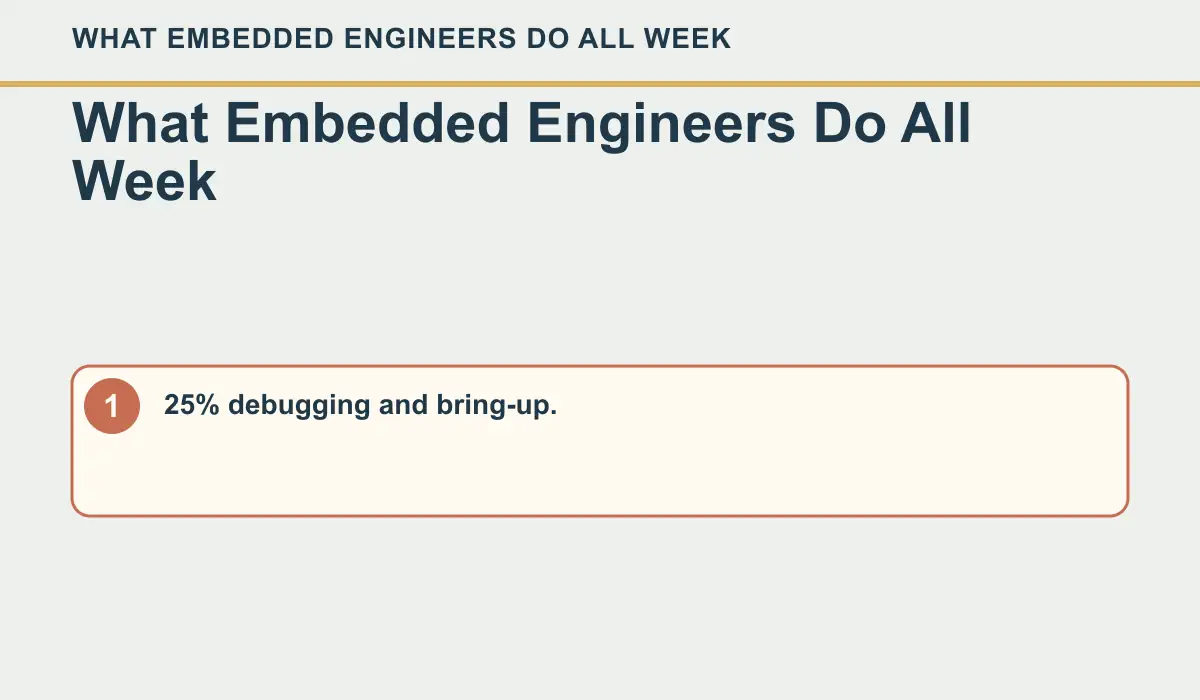 WHAT EMBEDDED ENGINEERS DO ALL WEEK
What Embedded Engineers Do All
Week
1
25% debugging and bring-up.